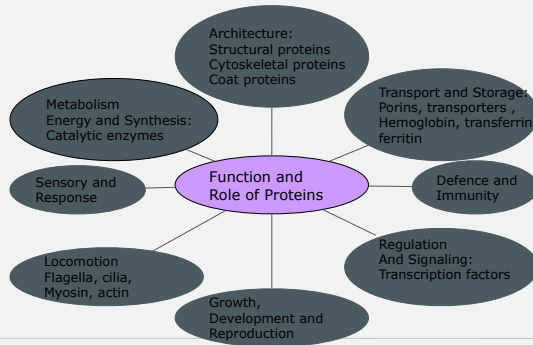 Architecture:
Structural proteins
Cytoskeletal proteins
Coat proteins
Metabolism
Energy and Synthesis:
Catalytic enzymes
Transport and Storage:
Porins, transporters ,
Hemoglobin, transferrin
ferritin
Function and
Role of Proteins
Sensory and
Response
Defence and
Immunity
Locomotion
Flagella, cilia,
Myosin, actin
Regulation
And Signaling:
Transcription factors
Growth,
Development and
Reproduction